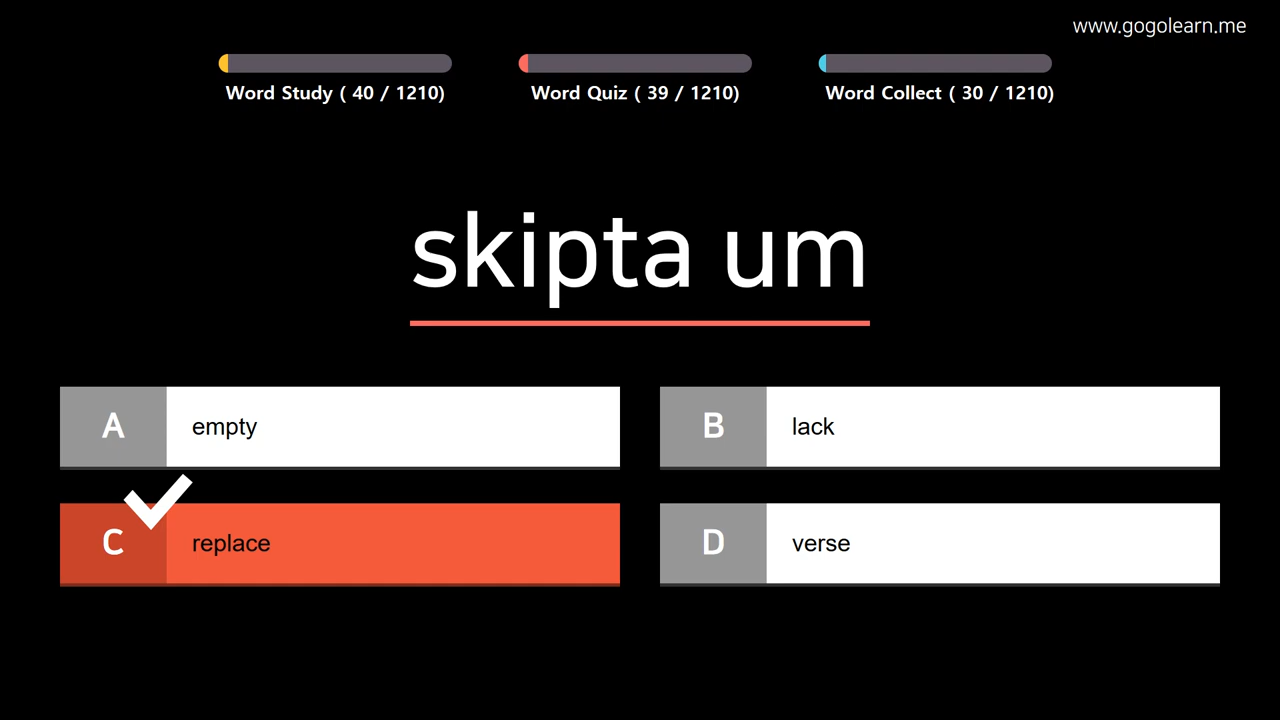 www.gogolearn.me
Word Study ( 40 / 1210)
Word Quiz ( 39 / 1210)
Word Collect ( 30 / 1210)
skipta um
A
empty
B
lack
C
replace
D
verse